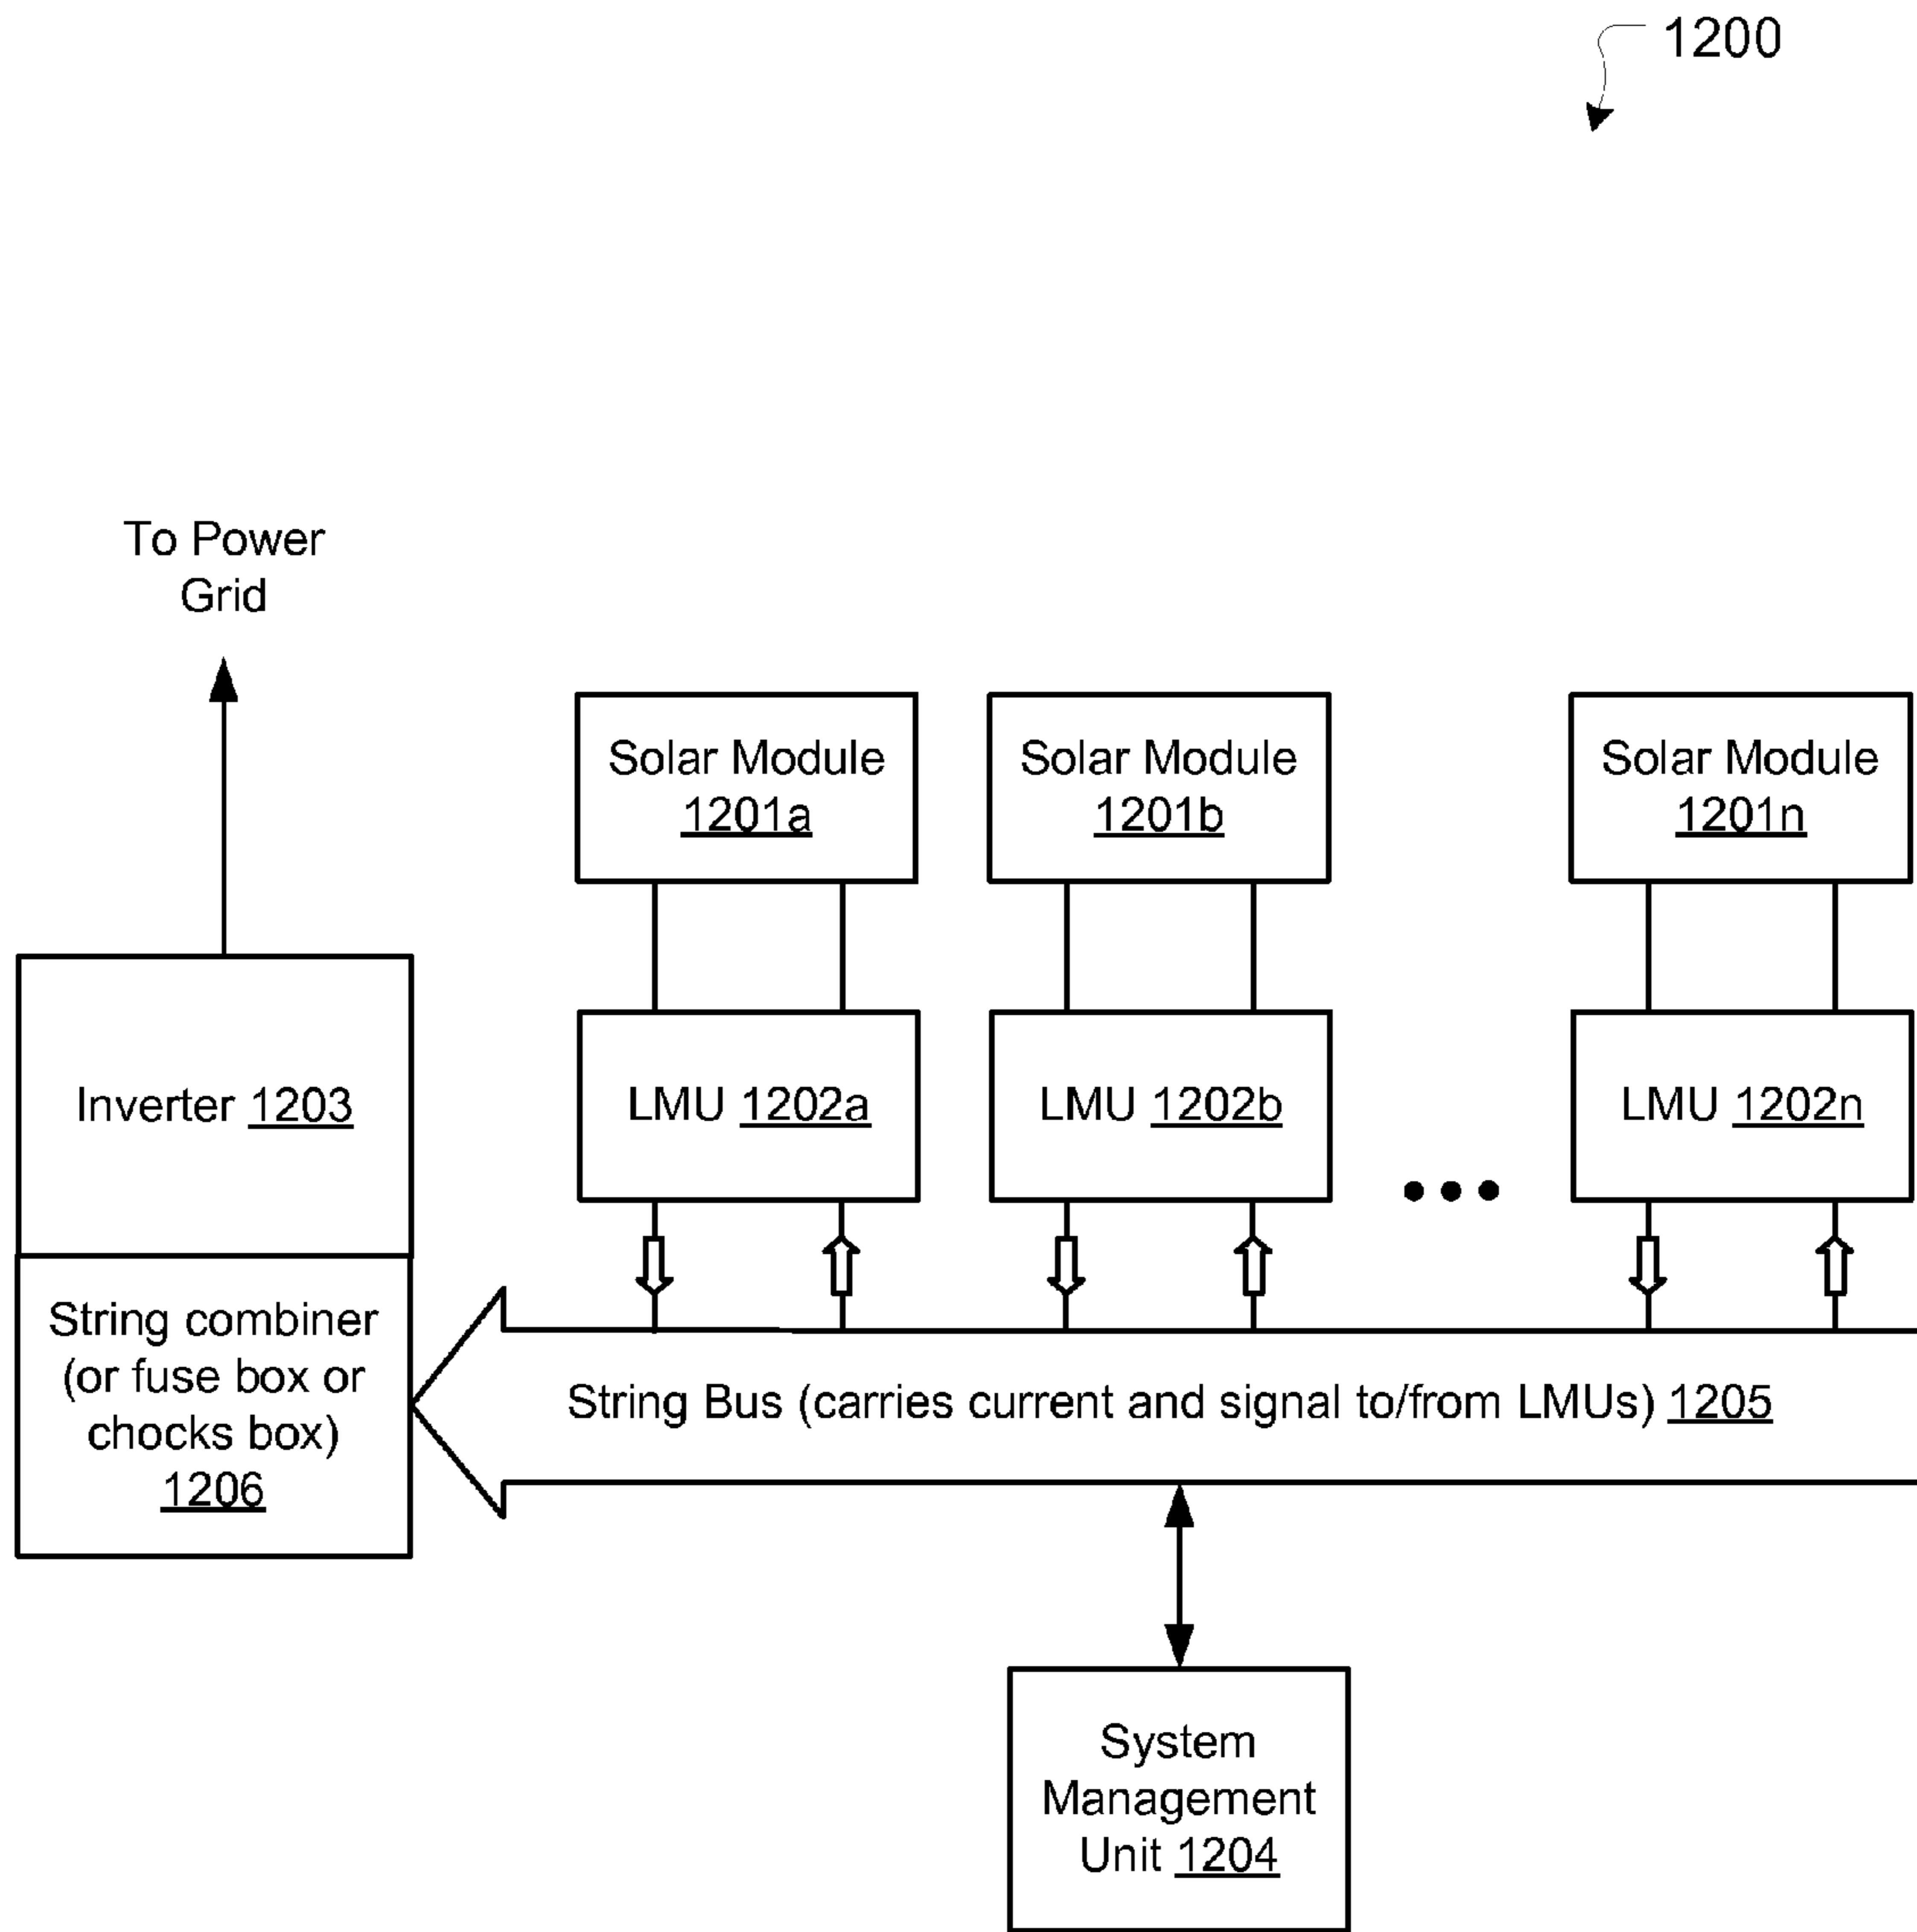 1200
To Power
Grid
Solar Module
1201a
Solar Module
1201b
Solar Module
1201n
Inverter 1203
LMU 1202a
LMU 1202b
LMU 1202n
String combiner
(or fuse box or
chocks box)
1206
String Bus (carries current and signal to/from LMUs) 1205
System
Management
Unit 1204